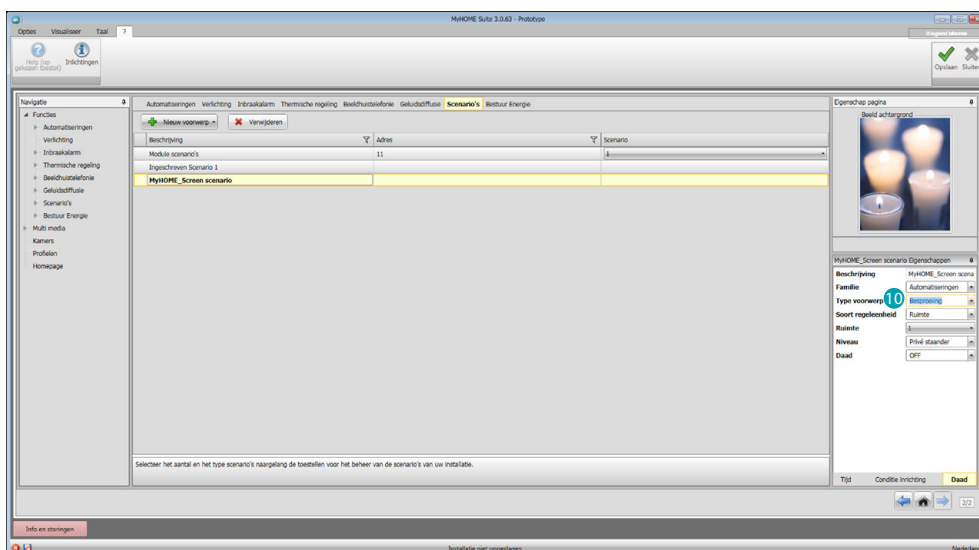 MyHOME Suite 3.0.63 - Prototype
Opties Visualiseer Taal ?
Help (op gekozen toestel)
Inlichtingen
Opslaan Sluiten
Navigatie
Functies
Automatiseringen
Verlichting
Inbraakalarm
Thermische regeling
Beeldhuistelefonie
Geluidsdiffusie
Scenario's
Bestuur Energie
Multi media
Kamers
Profielen
Homepage
Automatiseringen Verlichting Inbraakalarm Thermische regeling Beeldhuistelefonie Geluidsdiffusie Scenario's Bestuur Energie
Nieuw voorwerp Verwijderen
Beschrijving Adres Scenario
Module scenario's 11 1
Ingeschreven Scenario 1
MyHOME_Screen scenario
Selecteer het aantal en het type scenario's naargelang de toestellen voor het beheer van de scenario's van uw installatie.
Eigenschap pagina
Beeld achtergrond
MyHOME_Screen scenario Eigenschappen
Beschrijving MyHOME_Screen scena
Familie Automatiseringen
Type voorwerp 10 Besproeiing
Soort regeleenheid Ruimte
Ruimte 1
Niveau Privé staander
Daad OFF
Tijd Conditie inrichting Daad
2/2
Info en storingen
Installatie niet opgeslagen